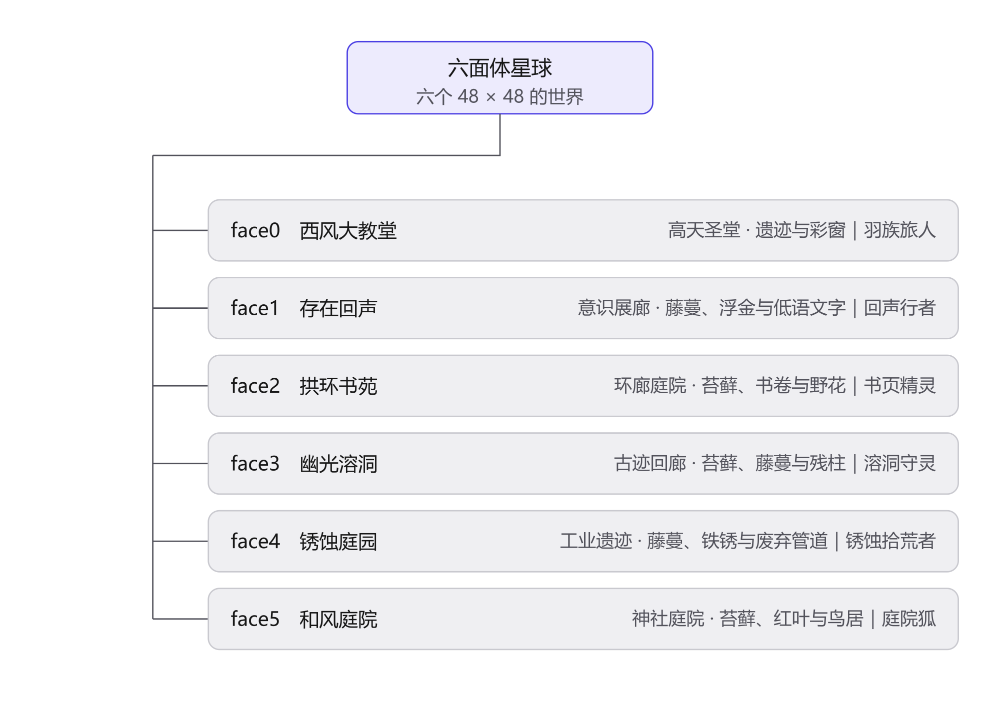 六面体星球
六个 48 × 48 的世界
face0 西风大教堂 高天圣堂 · 遗迹与彩窗 | 羽族旅人
face1 存在回声 意识展廊 · 藤蔓、浮金与低语文字 | 回声行者
face2 拱环书苑 环廊庭院 · 苔藓、书卷与野花 | 书页精灵
face3 幽光溶洞 古迹回廊 · 苔藓、藤蔓与残柱 | 溶洞守灵
face4 锈蚀庭园 工业遗迹 · 藤蔓、铁锈与废弃管道 | 锈蚀拾荒者
face5 和风庭院 神社庭院 · 苔藓、红叶与鸟居 | 庭院狐